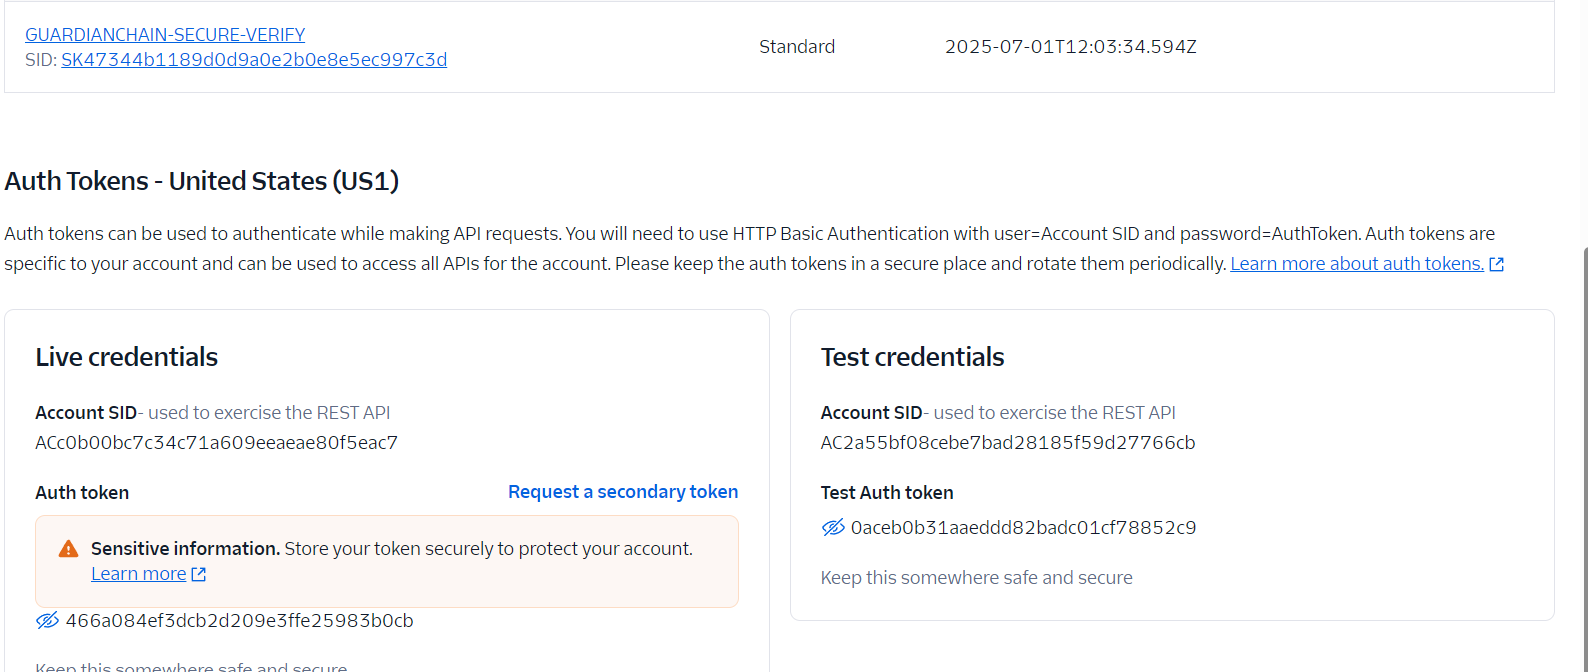 GUARDIANCHAIN-SECURE-VERIFY
SID: SK47344b1189d0d9a0e2b0e8e5ec997c3d
Standard
2025-07-01T12:03:34.594Z
Auth Tokens - United States (US1)
Auth tokens can be used to authenticate while making API requests. You will need to use HTTP Basic Authentication with user=Account SID and password=AuthToken. Auth tokens are
specific to your account and can be used to access all APIs for the account. Please keep the auth tokens in a secure place and rotate them periodically. Learn more about auth tokens.
Live credentials
Account SID- used to exercise the REST API
ACc0b00bc7c34c71a609eeaeae80f5eac7
Auth token
Request a secondary token
Sensitive information. Store your token securely to protect your account.
Learn more
466a084ef3dcb2d209e3ffe25983b0cb
Keep this somewhere safe and secure
Test credentials
Account SID- used to exercise the REST API
AC2a55bf08cebe7bad28185f59d27766cb
Test Auth token
0aceb0b31aaeddd82badc01cf78852c9
Keep this somewhere safe and secure